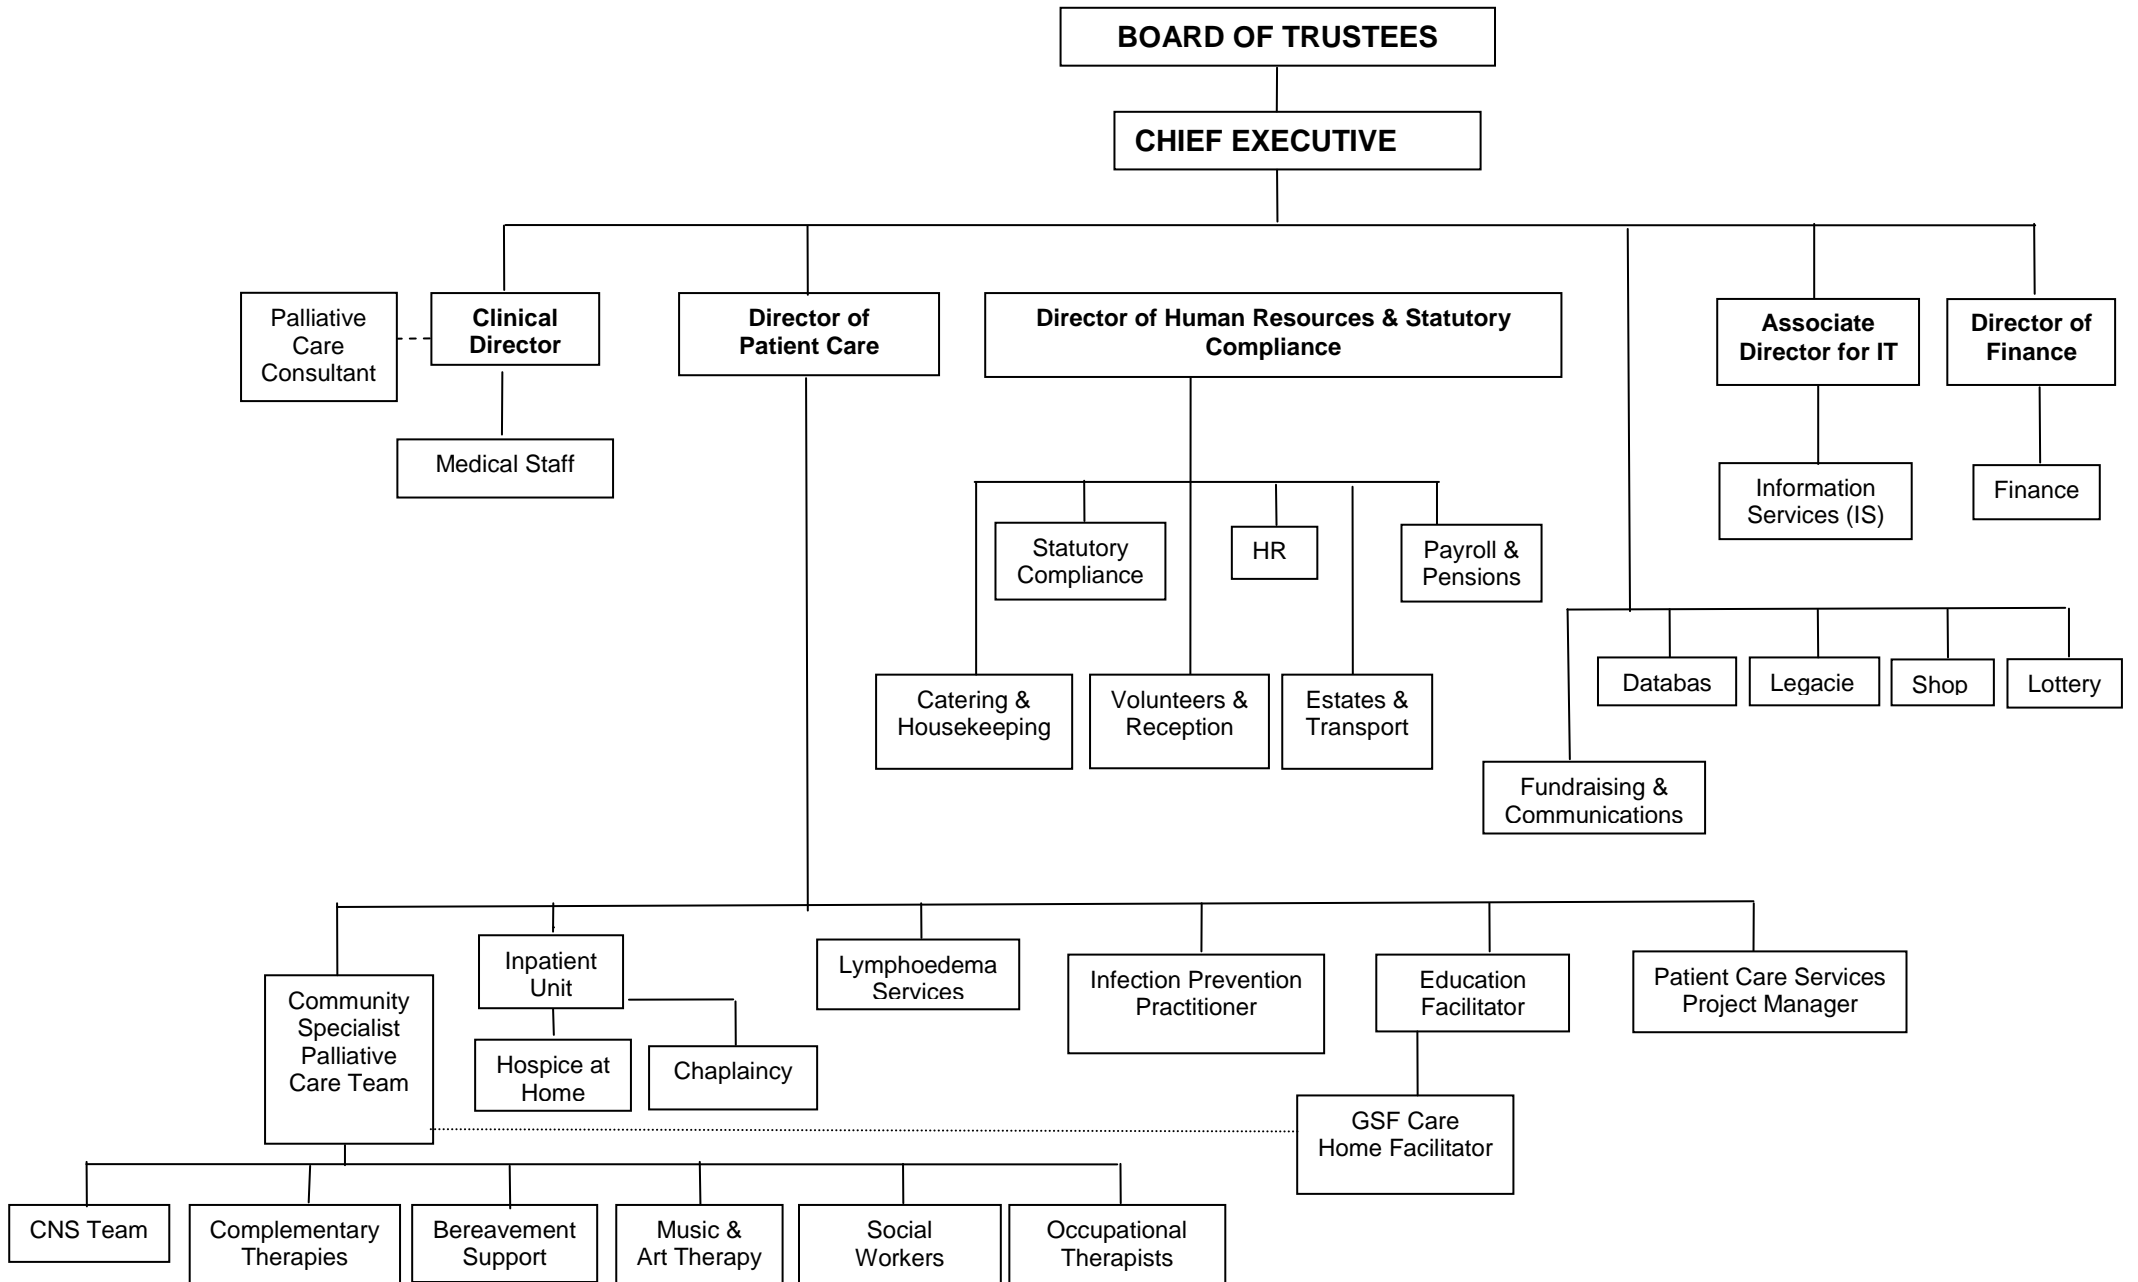 BOARD OF TRUSTEES
CHIEF EXECUTIVE
Palliative
Care
Consultant
Clinical
Director
Director of
Patient Care
Director of Human Resources & Statutory
Compliance
Associate
Director for IT
Director of
Finance
Medical Staff
Information
Services (IS)
Finance
Statutory
Compliance
HR
Payroll &
Pensions
Catering &
Housekeeping
Volunteers &
Reception
Estates &
Transport
Databas
Legacie
Shop
Lottery
Fundraising &
Communications
Community
Specialist
Palliative
Care Team
Inpatient
Unit
Lymphoedema
Services
Infection Prevention
Practitioner
Education
Facilitator
Patient Care Services
Project Manager
Hospice at
Home
Chaplaincy
GSF Care
Home Facilitator
CNS Team
Complementary
Therapies
Bereavement
Support
Music &
Art Therapy
Social
Workers
Occupational
Therapists